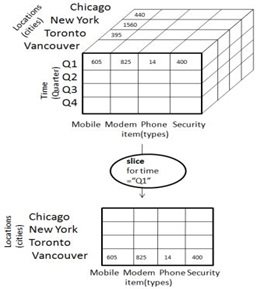 Locations
(cities)
Chicago
New York
Toronto
Vancouver
440
1560
395
Time
(Quarter)
Q1 605 825 14 400
Q2
Q3
Q4
Mobile Modem Phone Security
item(types)
slice
for time
="Q1"
Locations
(cities)
Chicago
New York
Toronto
Vancouver
605 825 14 400
Mobile Modem Phone Security
item(types)